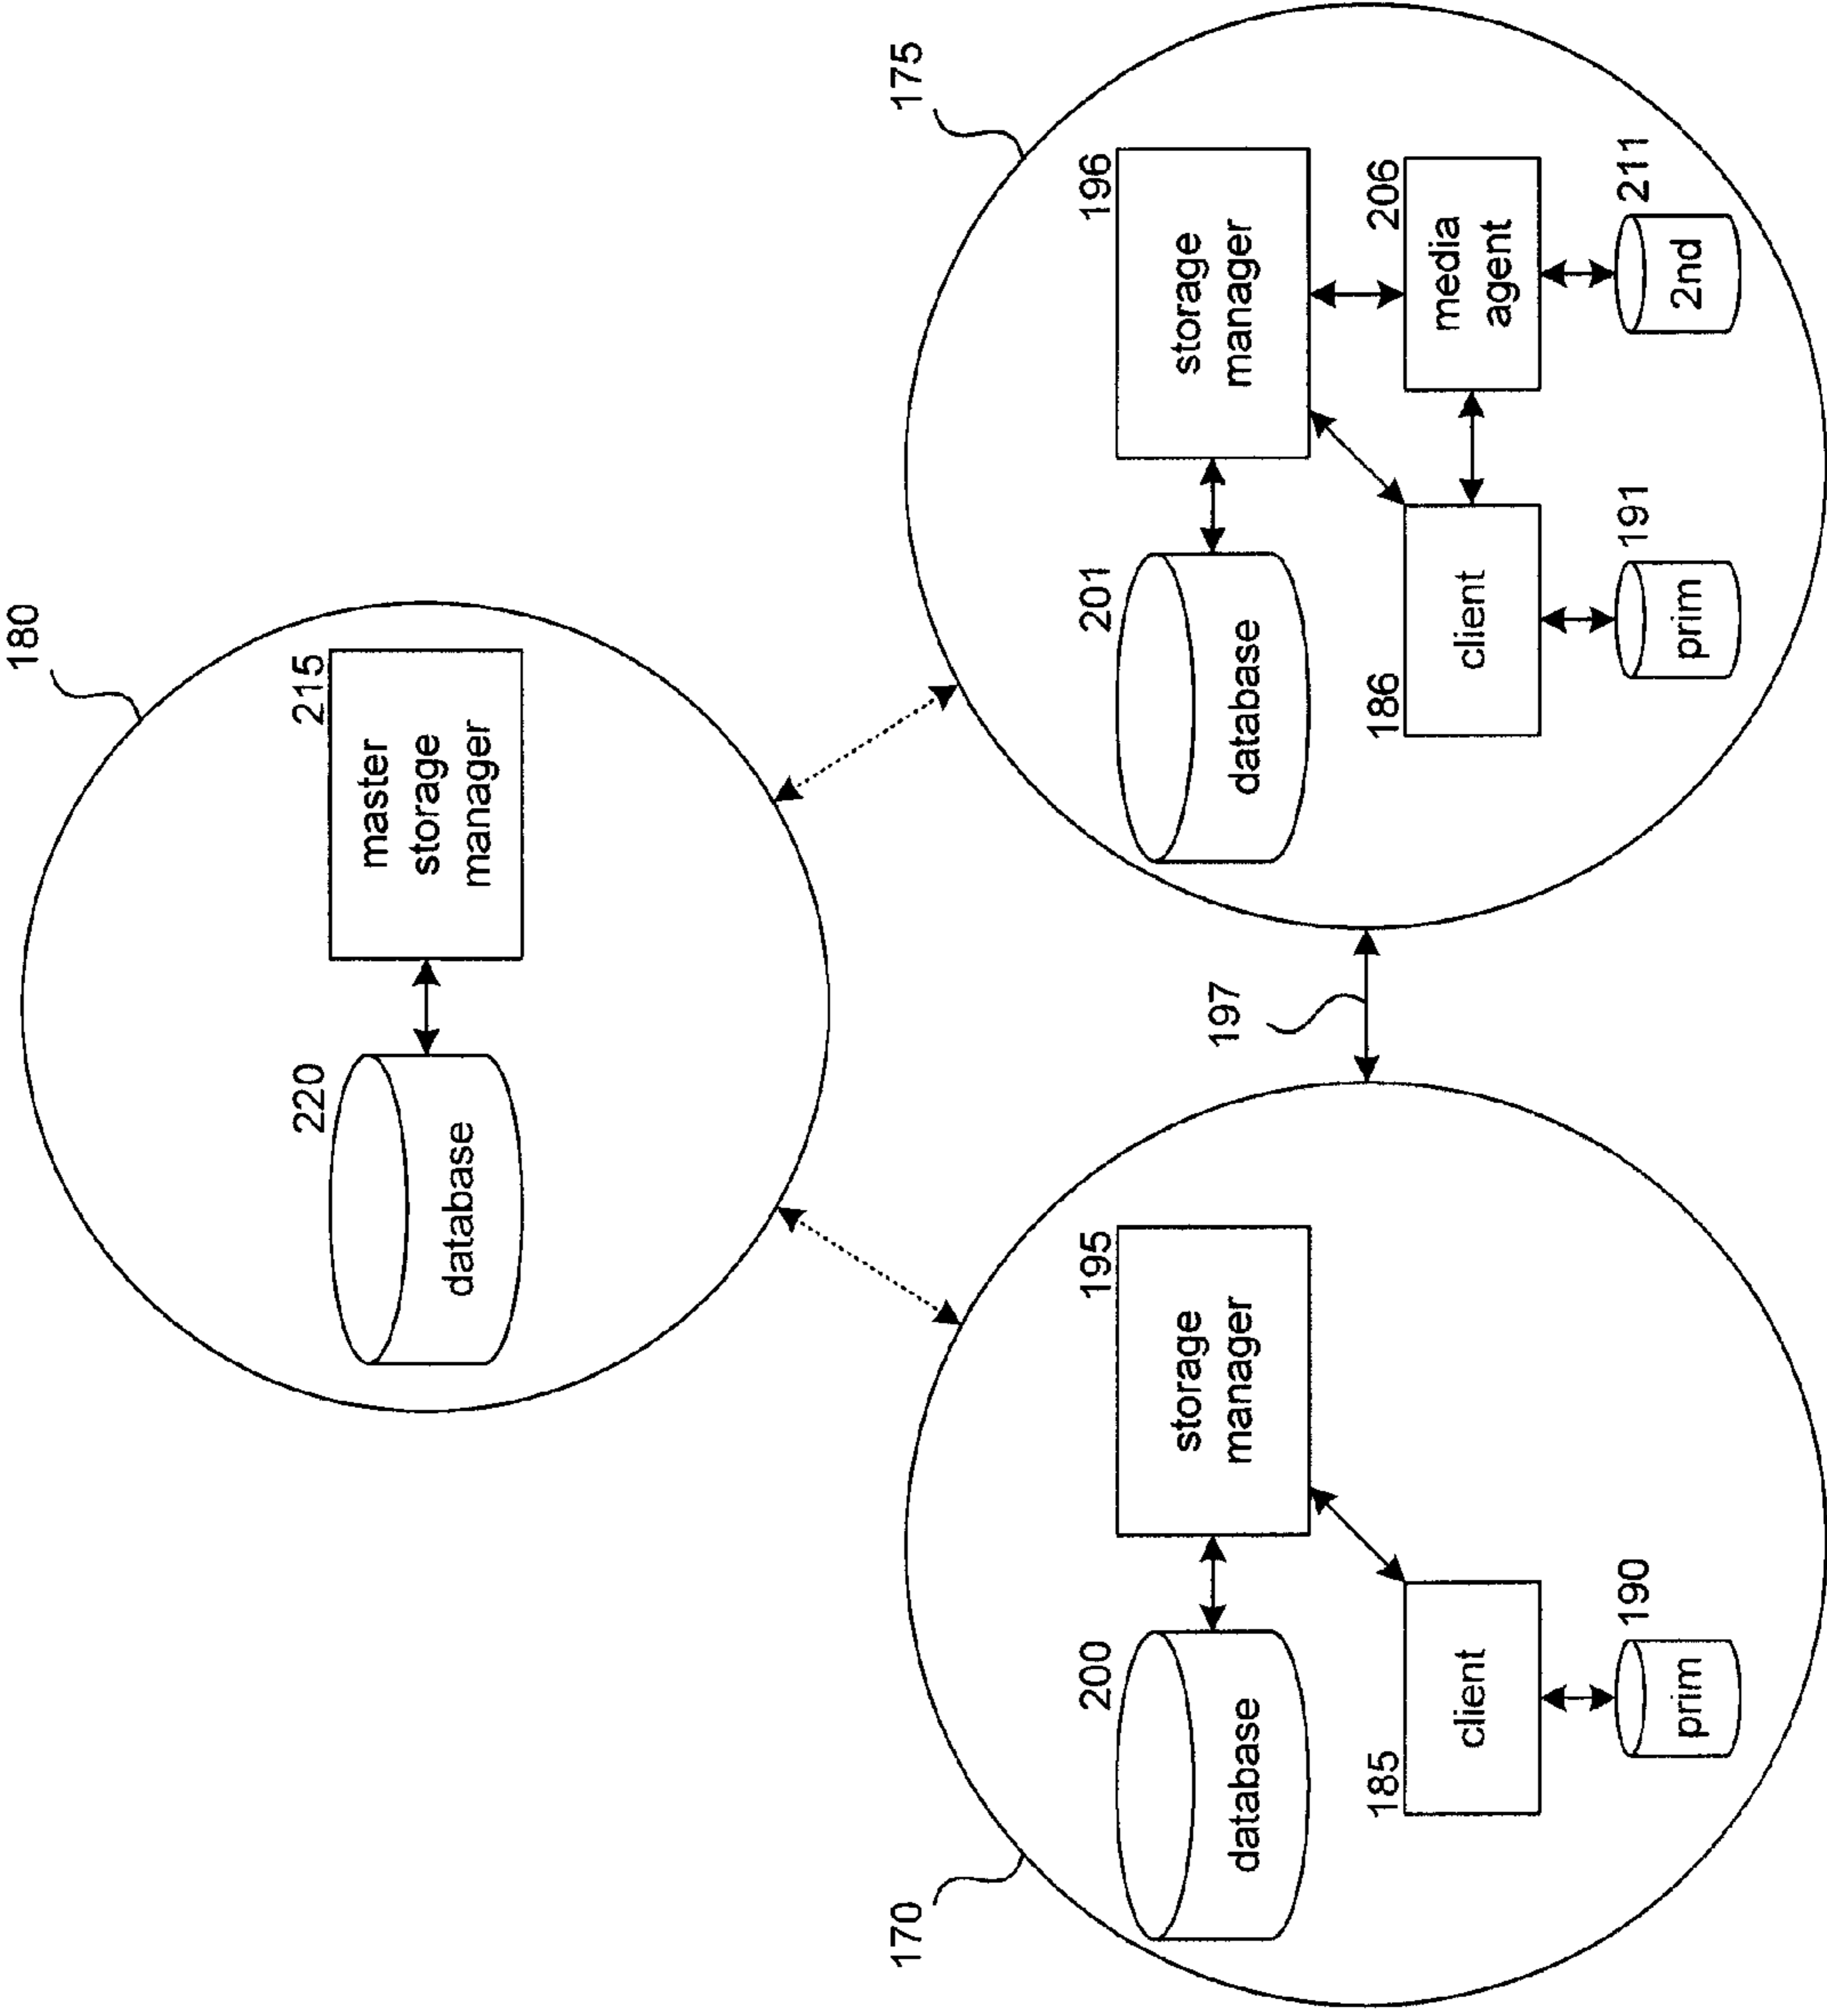 180
220
215
database
master
storage
manager
170
200
195
database
storage
manager
185
client
190
prim
197
175
201
196
database
storage
manager
186
client
206
media
agent
191
prim
211
2nd